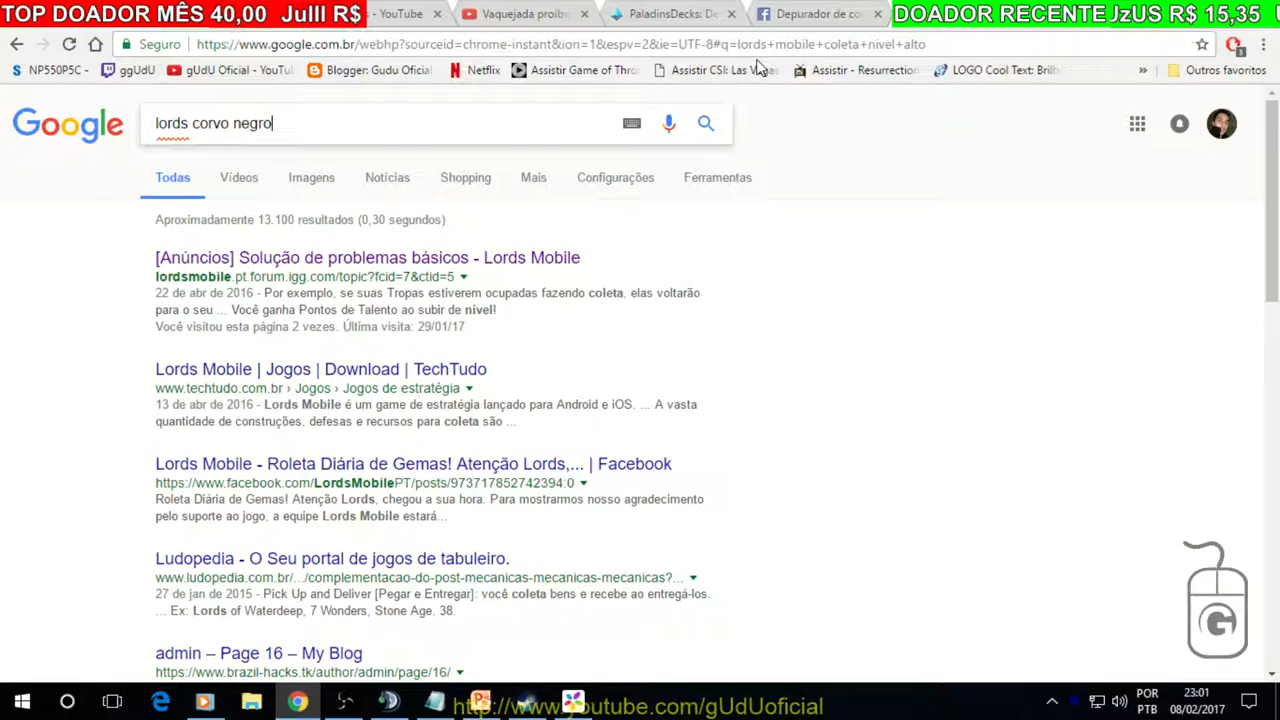 TOP DOADOR MÊS 40,00 JuIII R$
- YouTube
Vaquejada proibe
PaladinsDecks: De
Depurador de co
DOADOR RECENTE JzUS R$ 15,35
Seguro
https://www.google.com.br/webhp?sourceid=chrome-instant&ion=1&espv=2&ie=UTF-8#q=lords+mobile+coleta+nivel+alto
NP550P5C -
ggUdU
gUdU Oficial - YouTu
Blogger: Gudu Oficial
Netflix
Assistir Game of Thro
Assistir CSI: Las Vegas
Assistir - Resurrection
LOGO Cool Text: Brilh
»
Outros favoritos
Google
lords corvo negro
Todas
Vídeos
Imagens
Notícias
Shopping
Mais
Configurações
Ferramentas
Aproximadamente 13.100 resultados (0,30 segundos)
[Anúncios] Solução de problemas básicos - Lords Mobile
lordsmobile.pt.forum.igg.com/topic?fcid=7&ctid=5
22 de abr de 2016 - Por exemplo, se suas Tropas estiverem ocupadas fazendo coleta, elas voltarão
para o seu ... Você ganha Pontos de Talento ao subir de nível!
Você visitou esta página 2 vezes. Última visita: 29/01/17
Lords Mobile | Jogos | Download | TechTudo
www.techtudo.com.br › Jogos › Jogos de estratégia
13 de abr de 2016 - Lords Mobile é um game de estratégia lançado para Android e iOS. ... A vasta
quantidade de construções, defesas e recursos para coleta são ...
Lords Mobile - Roleta Diária de Gemas! Atenção Lords,... | Facebook
https://www.facebook.com/LordsMobilePT/posts/973717852742394:0
Roleta Diária de Gemas! Atenção Lords, chegou a sua hora. Para mostrarmos nosso agradecimento
pelo suporte ao jogo, a equipe Lords Mobile estará...
Ludopedia - O Seu portal de jogos de tabuleiro.
www.ludopedia.com.br/.../complementacao-do-post-mecanicas-mecanicas-mecanicas?...
27 de jan de 2015 - Pick Up and Deliver [Pegar e Entregar]: você coleta bens e recebe ao entregá-los.
... Ex: Lords of Waterdeep, 7 Wonders, Stone Age. 38.
admin – Page 16 – My Blog
https://www.brazil-hacks.tk/author/admin/page/16/
G
http://www.youtube.com/gUdUoficial
POR
PTB
23:01
08/02/2017